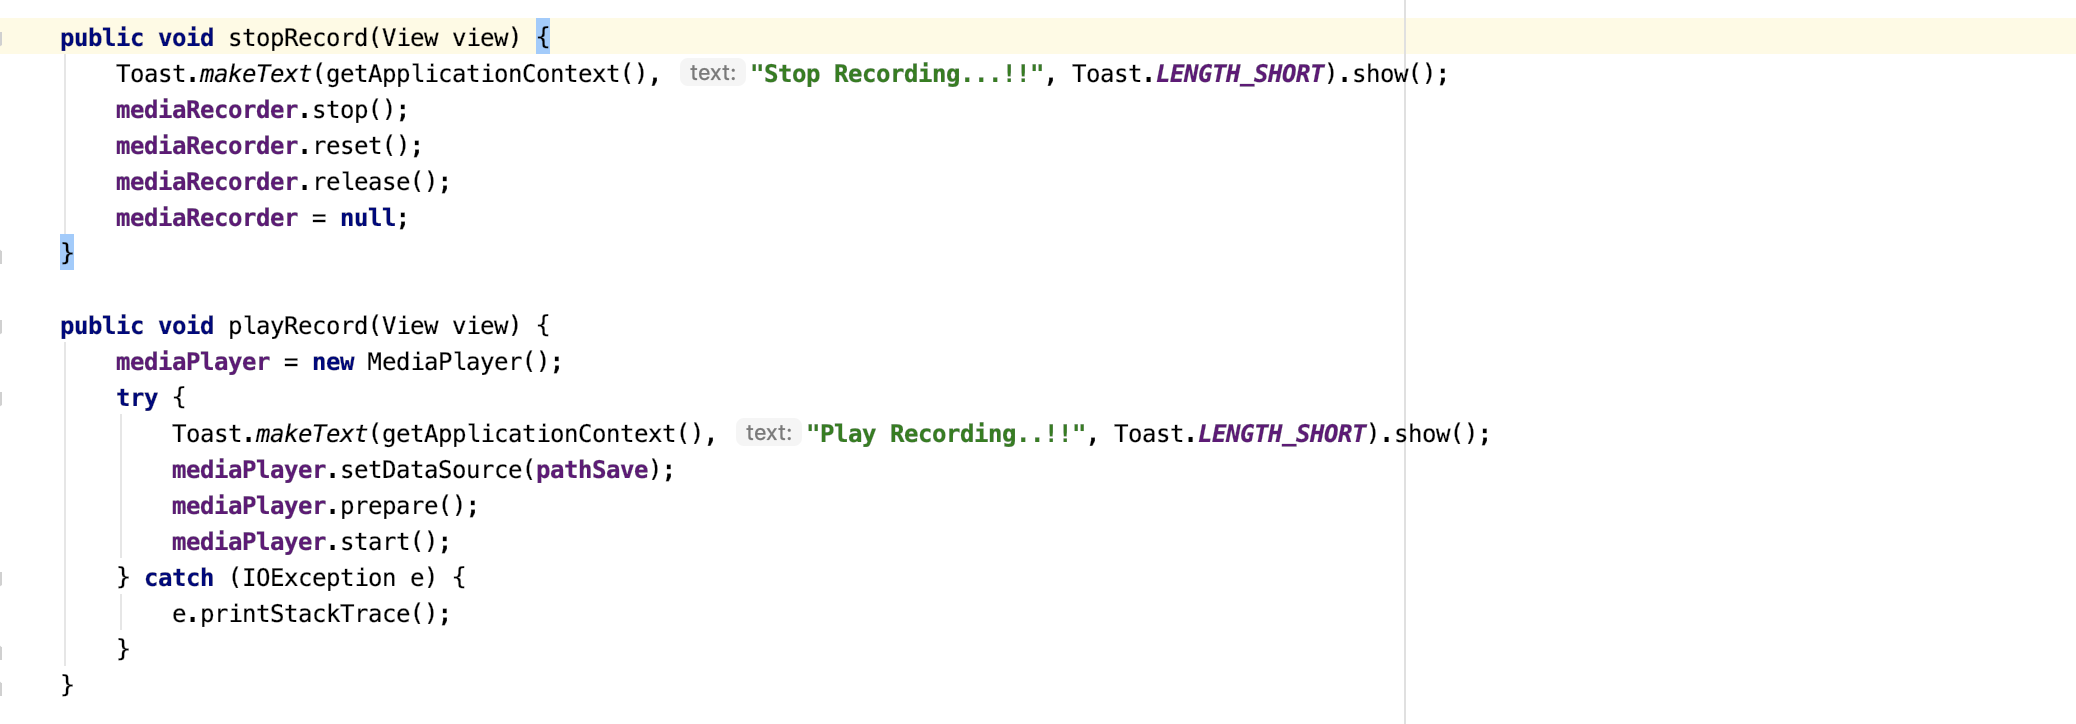 public void stopRecord(View view) {
Toast.makeText(getApplicationContext(), text: "Stop Recording...!!", Toast.LENGTH_SHORT).show();
mediaRecorder.stop();
mediaRecorder.reset();
mediaRecorder.release();
mediaRecorder = null;
}
public void playRecord(View view) {
mediaPlayer = new MediaPlayer();
try {
Toast.makeText(getApplicationContext(), text: "Play Recording..!!", Toast.LENGTH_SHORT).show();
mediaPlayer.setDataSource(pathSave);
mediaPlayer.prepare();
mediaPlayer.start();
} catch (IOException e) {
e.printStackTrace();
}
}